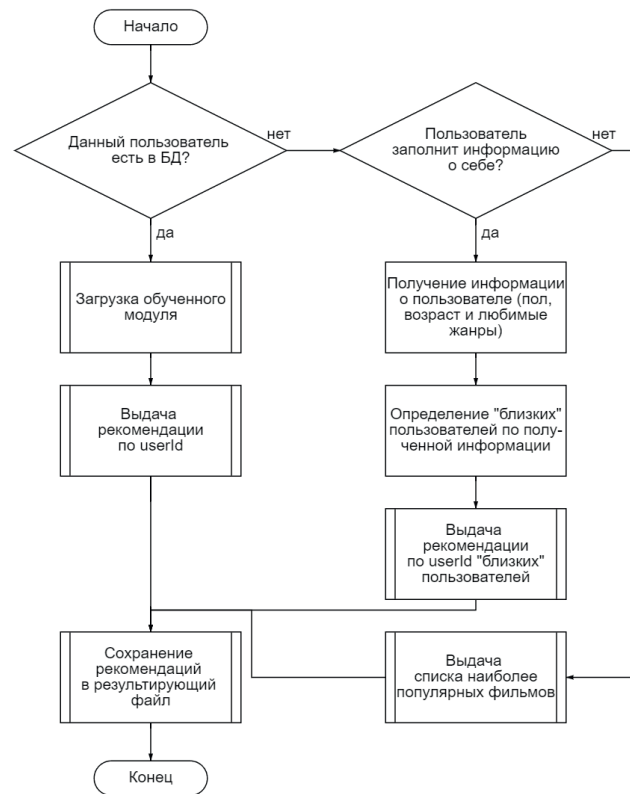 Начало
Данный пользователь
есть в БД?
нет
Пользователь
заполнит информацию
о себе?
нет
да
да
Загрузка обученного
модуля
Получение информации
о пользователе (пол,
возраст и любимые
жанры)
Выдача
рекомендации
по userId
Определение "близких"
пользователей по полу-
ченной информации
Выдача
рекомендации
по userId "близких"
пользователей
Сохранение
рекомендаций
в результирующий
файл
Выдача
списка наиболее
популярных фильмов
Конец